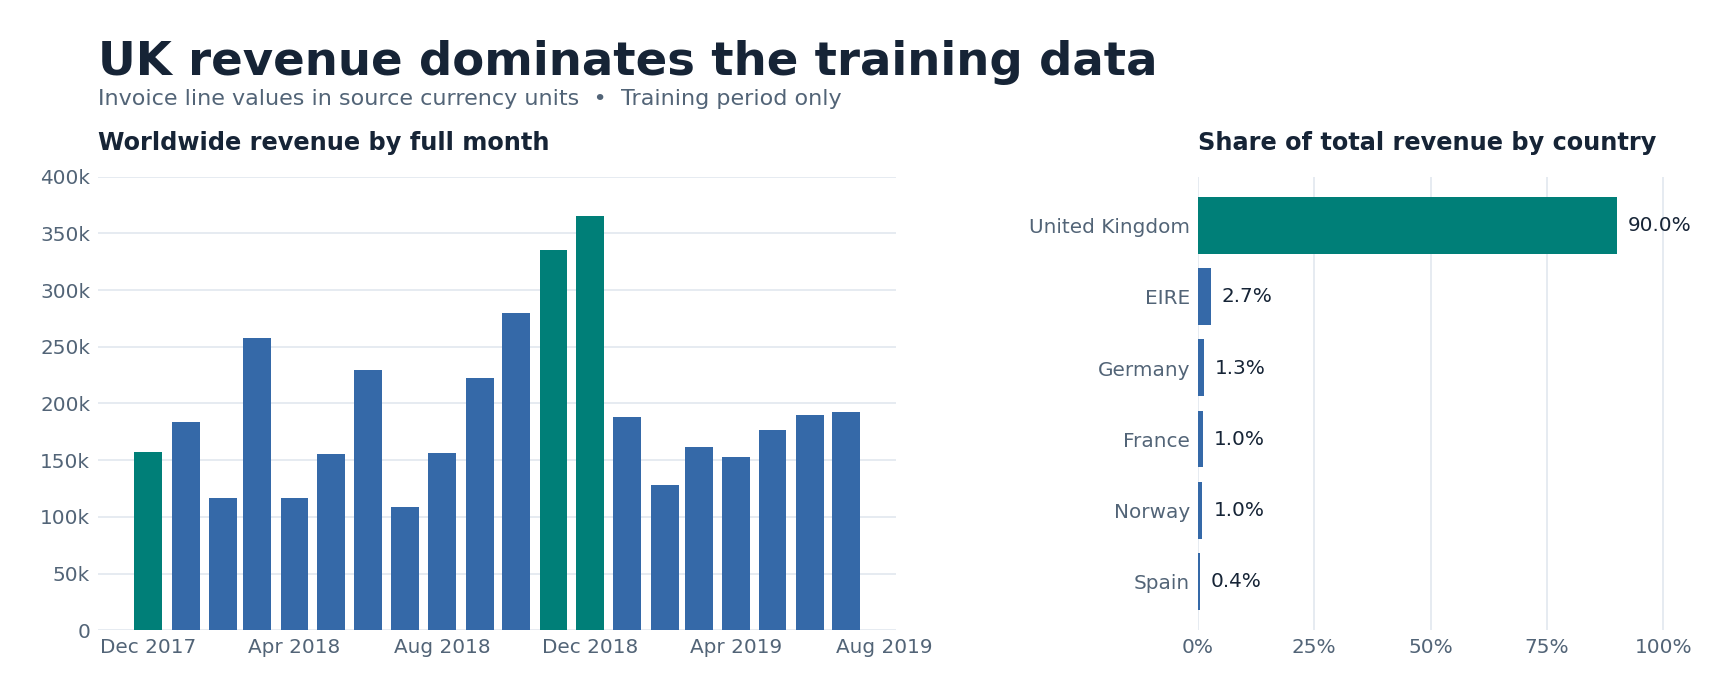 UK revenue dominates the training data
Invoice line values in source currency units • Training period only
Worldwide revenue by full month
400k
350k
300k
250k
200k
150k
100k
50k
0
Dec 2017 Apr 2018 Aug 2018 Dec 2018 Apr 2019 Aug 2019
Share of total revenue by country
United Kingdom 90.0%
EIRE 2.7%
Germany 1.3%
France 1.0%
Norway 1.0%
Spain 0.4%
0% 25% 50% 75% 100%